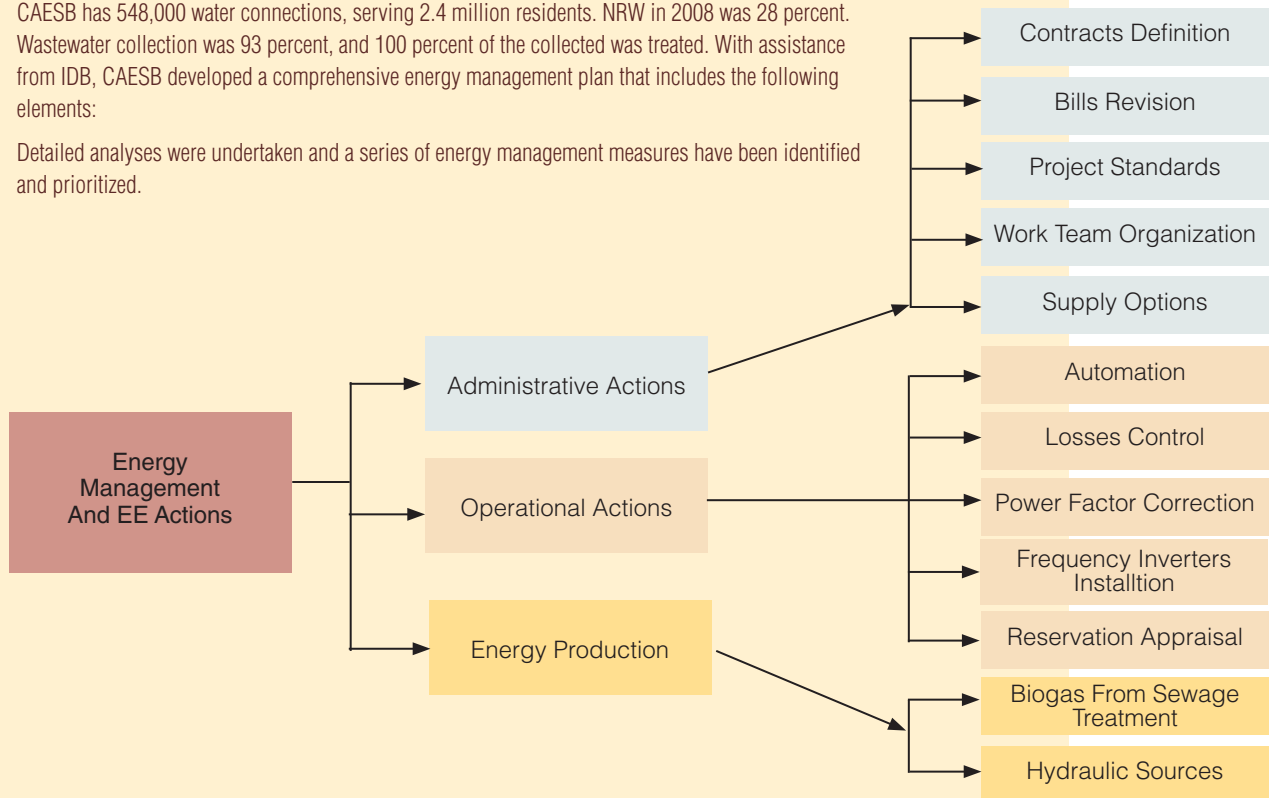 CAESB has 548,000 water connections, serving 2.4 million residents. NRW in 2008 was 28 percent.
Wastewater collection was 93 percent, and 100 percent of the collected was treated. With assistance
from IDB, CAESB developed a comprehensive energy management plan that includes the following
elements:
Detailed analyses were undertaken and a series of energy management measures have been identified
and prioritized.
Energy
Management
And EE Actions
Administrative Actions
Operational Actions
Energy Production
Contracts Definition
Bills Revision
Project Standards
Work Team Organization
Supply Options
Automation
Losses Control
Power Factor Correction
Frequency Inverters
Installtion
Reservation Appraisal
Biogas From Sewage
Treatment
Hydraulic Sources